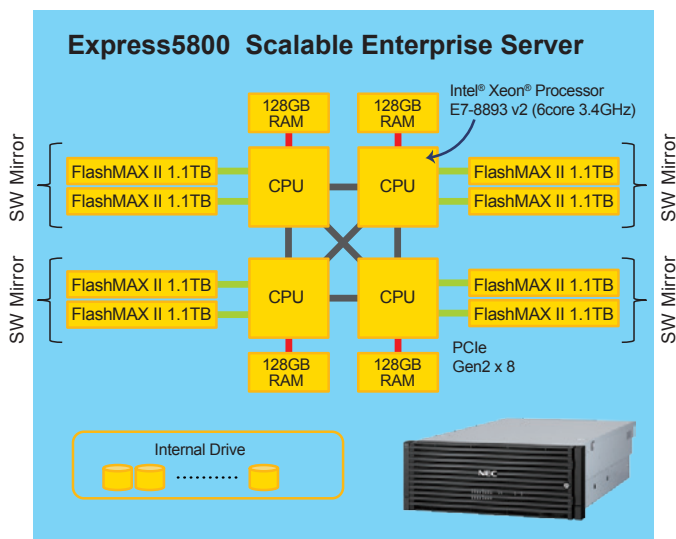 Express5800 Scalable Enterprise Server
Intel® Xeon® Processor
E7-8893 v2 (6core 3.4GHz)
128GB
RAM
128GB
RAM
SW Mirror
FlashMAX II 1.1TB
FlashMAX II 1.1TB
CPU
CPU
FlashMAX II 1.1TB
FlashMAX II 1.1TB
SW Mirror
SW Mirror
FlashMAX II 1.1TB
FlashMAX II 1.1TB
CPU
CPU
FlashMAX II 1.1TB
FlashMAX II 1.1TB
SW Mirror
128GB
RAM
128GB
RAM
PCIe
Gen2 x 8
Internal Drive
NEC